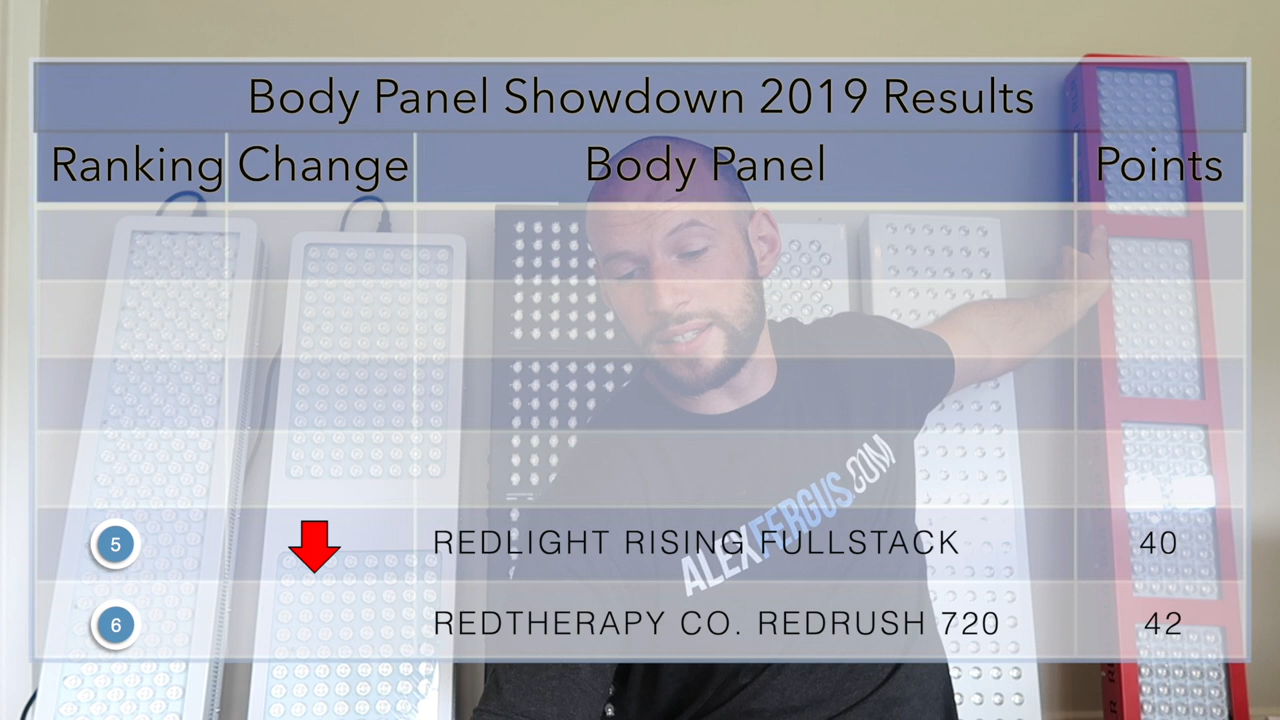 Body Panel Showdown 2019 Results
Ranking Change Body Panel Points
5 REDLIGHT RISING FULLSTACK 40
6 REDTHERAPY CO. REDRUSH 720 42
ALEXFERGUS.COM